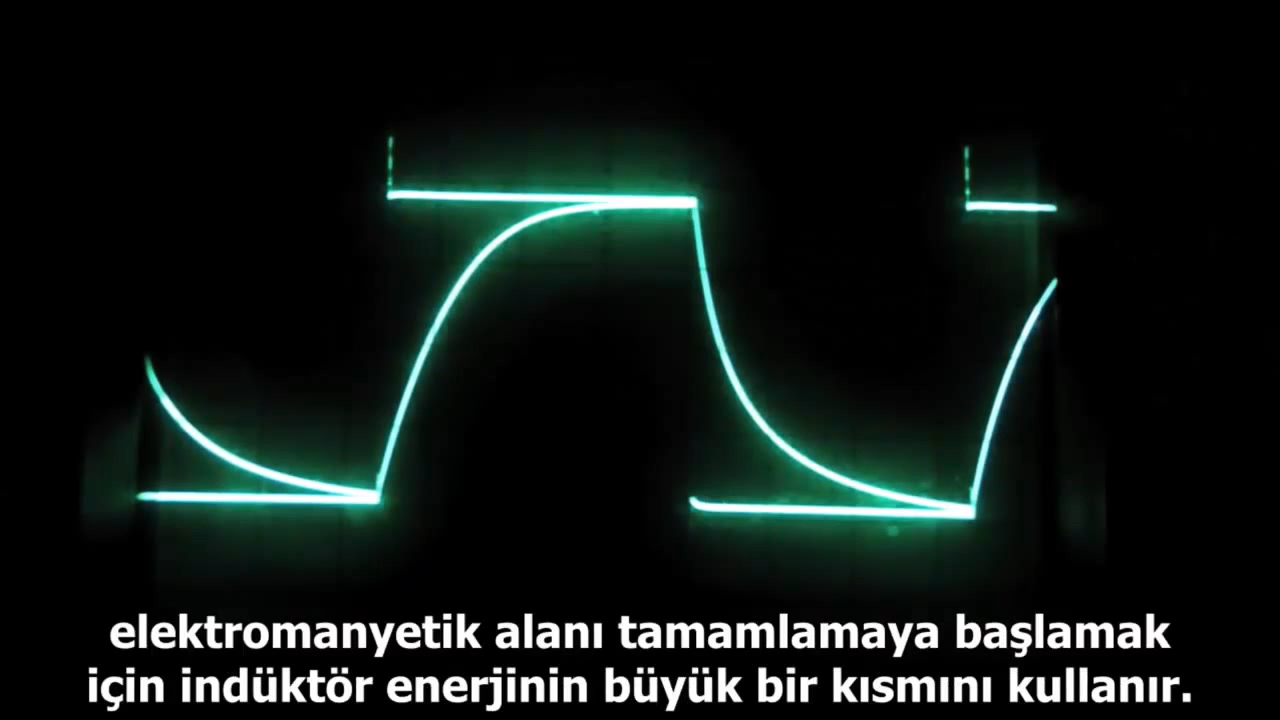 elektromanyetik alanı tamamlamaya başlamak
için indüktör enerjinin büyük bir kısmını kullanır.